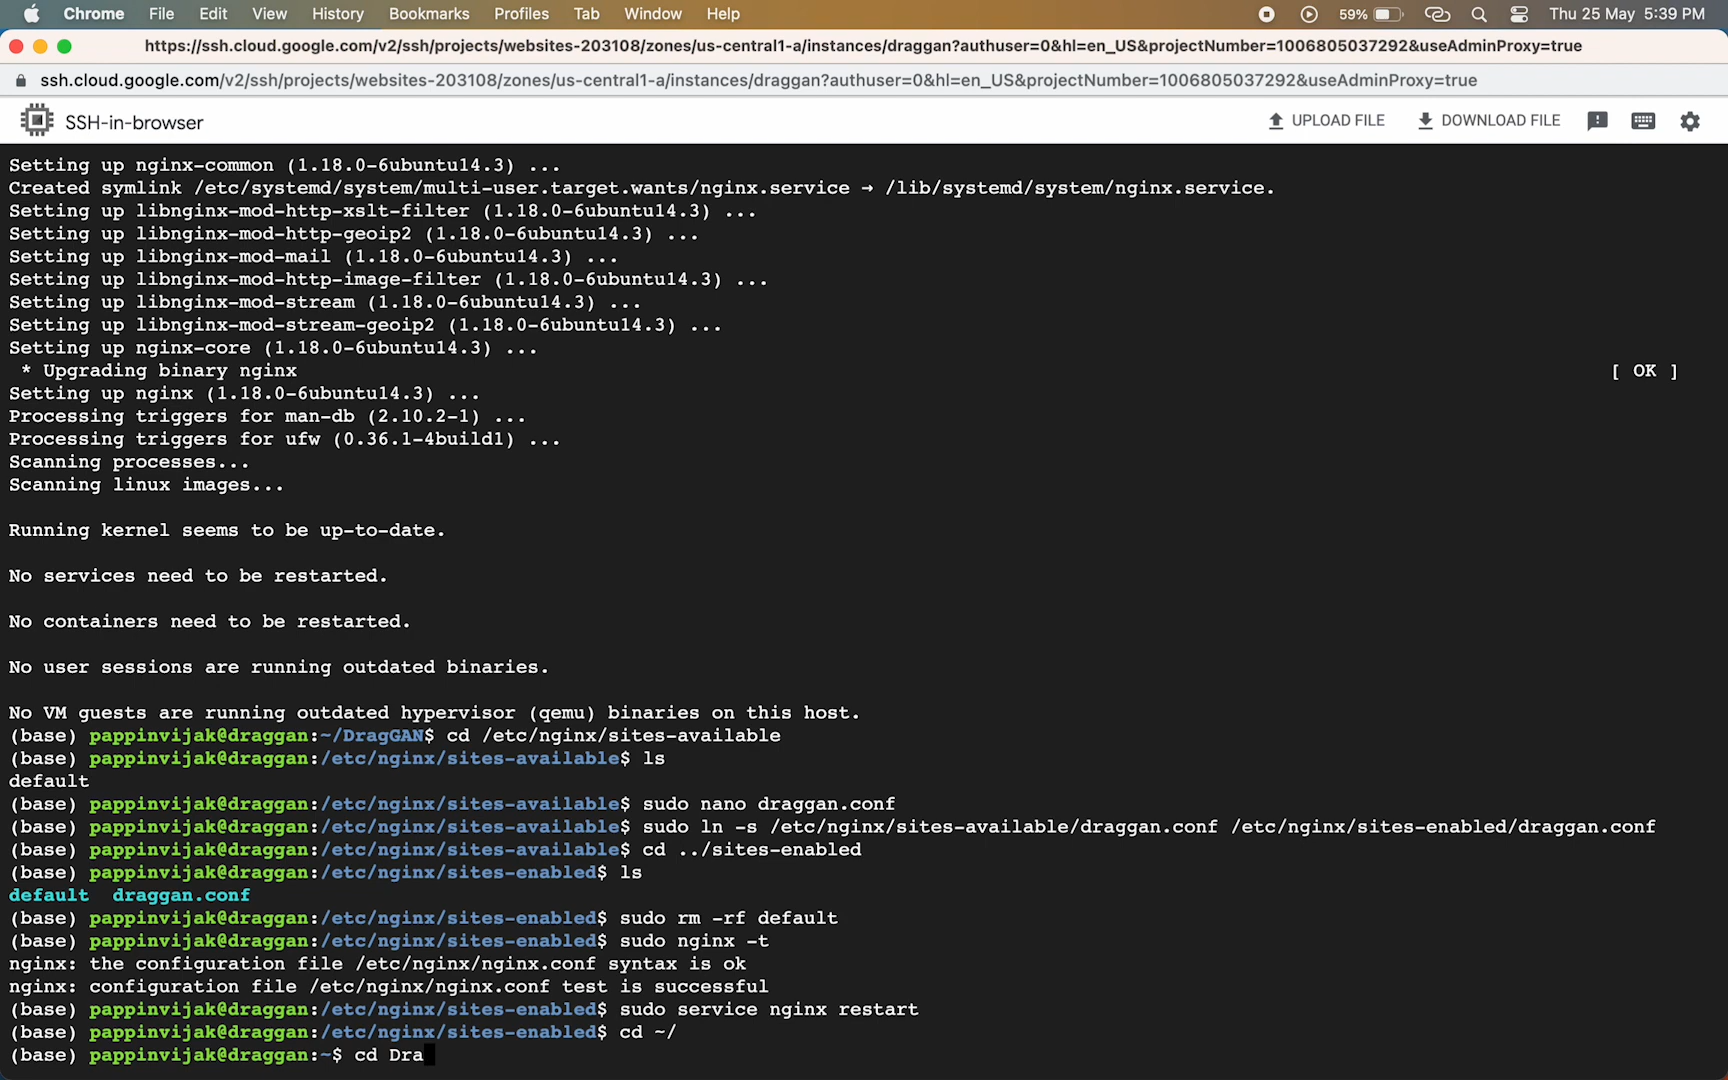 Chrome File Edit View History Bookmarks Profiles Tab Window Help 59% Thu 25 May 5:39 PM
https://ssh.cloud.google.com/v2/ssh/projects/websites-203108/zones/us-central1-a/instances/draggan?authuser=0&hl=en_US&projectNumber=1006805037292&useAdminProxy=true
ssh.cloud.google.com/v2/ssh/projects/websites-203108/zones/us-central1-a/instances/draggan?authuser=0&hl=en_US&projectNumber=1006805037292&useAdminProxy=true
SSH-in-browser UPLOAD FILE DOWNLOAD FILE
Setting up nginx-common (1.18.0-6ubuntu14.3) ...
Created symlink /etc/systemd/system/multi-user.target.wants/nginx.service → /lib/systemd/system/nginx.service.
Setting up libnginx-mod-http-xslt-filter (1.18.0-6ubuntu14.3) ...
Setting up libnginx-mod-http-geoip2 (1.18.0-6ubuntu14.3) ...
Setting up libnginx-mod-mail (1.18.0-6ubuntu14.3) ...
Setting up libnginx-mod-http-image-filter (1.18.0-6ubuntu14.3) ...
Setting up libnginx-mod-stream (1.18.0-6ubuntu14.3) ...
Setting up libnginx-mod-stream-geoip2 (1.18.0-6ubuntu14.3) ...
Setting up nginx-core (1.18.0-6ubuntu14.3) ...
 * Upgrading binary nginx [ OK ]
Setting up nginx (1.18.0-6ubuntu14.3) ...
Processing triggers for man-db (2.10.2-1) ...
Processing triggers for ufw (0.36.1-4build1) ...
Scanning processes...
Scanning linux images...
Running kernel seems to be up-to-date.
No services need to be restarted.
No containers need to be restarted.
No user sessions are running outdated binaries.
No VM guests are running outdated hypervisor (qemu) binaries on this host.
(base) pappinvijak@draggan:~/DragGAN$ cd /etc/nginx/sites-available
(base) pappinvijak@draggan:/etc/nginx/sites-available$ ls
default
(base) pappinvijak@draggan:/etc/nginx/sites-available$ sudo nano draggan.conf
(base) pappinvijak@draggan:/etc/nginx/sites-available$ sudo ln -s /etc/nginx/sites-available/draggan.conf /etc/nginx/sites-enabled/draggan.conf
(base) pappinvijak@draggan:/etc/nginx/sites-available$ cd ../sites-enabled
(base) pappinvijak@draggan:/etc/nginx/sites-enabled$ ls
default draggan.conf
(base) pappinvijak@draggan:/etc/nginx/sites-enabled$ sudo rm -rf default
(base) pappinvijak@draggan:/etc/nginx/sites-enabled$ sudo nginx -t
nginx: the configuration file /etc/nginx/nginx.conf syntax is ok
nginx: configuration file /etc/nginx/nginx.conf test is successful
(base) pappinvijak@draggan:/etc/nginx/sites-enabled$ sudo service nginx restart
(base) pappinvijak@draggan:/etc/nginx/sites-enabled$ cd ~/
(base) pappinvijak@draggan:~$ cd Dra